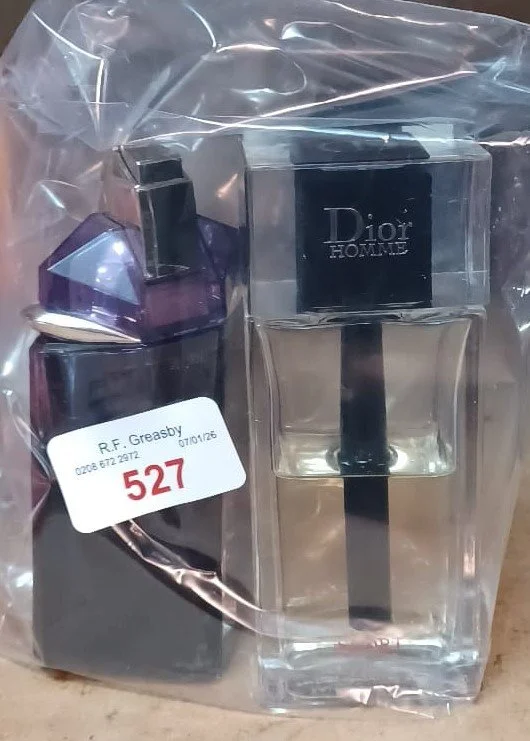 Dior
HOMME
R.F. Greasby
0208 672 2972
07/01/26
527